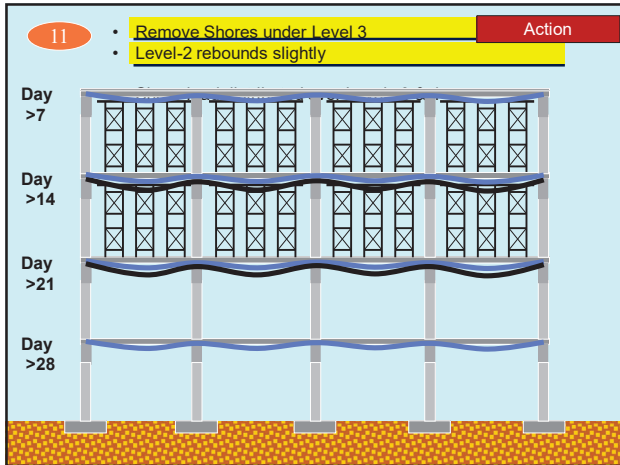 11
• Remove Shores under Level 3
Action
• Level-2 rebounds slightly
Day
>7
Day
>14
Day
>21
Day
>28